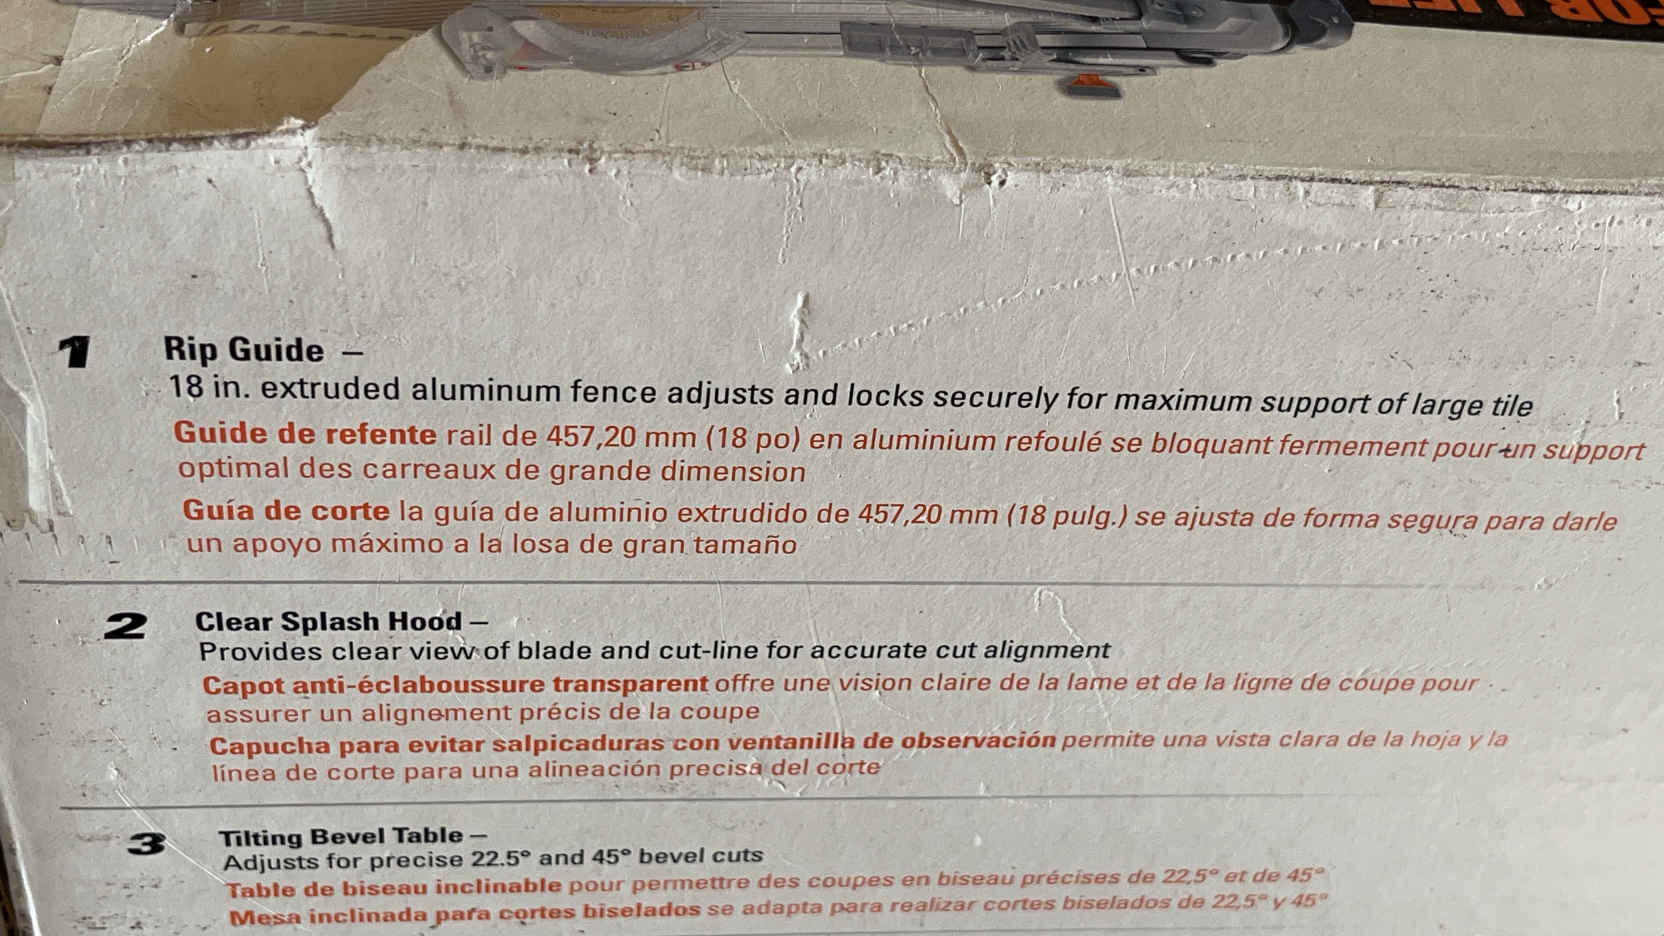 FOR LIFE
1 Rip Guide –
18 in. extruded aluminum fence adjusts and locks securely for maximum support of large tile
Guide de refente rail de 457,20 mm (18 po) en aluminium refoulé se bloquant fermement pour un support
optimal des carreaux de grande dimension
Guía de corte la guía de aluminio extrudido de 457,20 mm (18 pulg.) se ajusta de forma segura para darle
un apoyo máximo a la losa de gran tamaño
2 Clear Splash Hood –
Provides clear view of blade and cut-line for accurate cut alignment
Capot anti-éclaboussure transparent offre une vision claire de la lame et de la ligne de coupe pour
assurer un alignement précis de la coupe
Capucha para evitar salpicaduras con ventanilla de observación permite una vista clara de la hoja y la
línea de corte para una alineación precisa del corte
3 Tilting Bevel Table –
Adjusts for precise 22.5° and 45° bevel cuts
Table de biseau inclinable pour permettre des coupes en biseau précises de 22,5° et de 45°
Mesa inclinada para cortes biselados se adapta para realizar cortes biselados de 22,5° y 45°